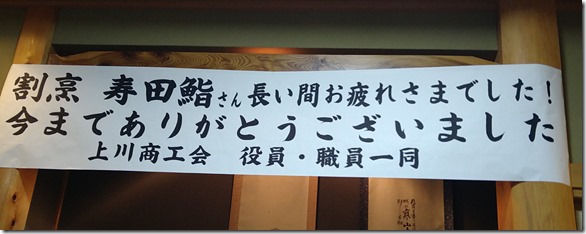 割烹 寿田鮨さん長い間お疲れさまでした!
今までありがとうございました
上川商工会 役員・職員一同